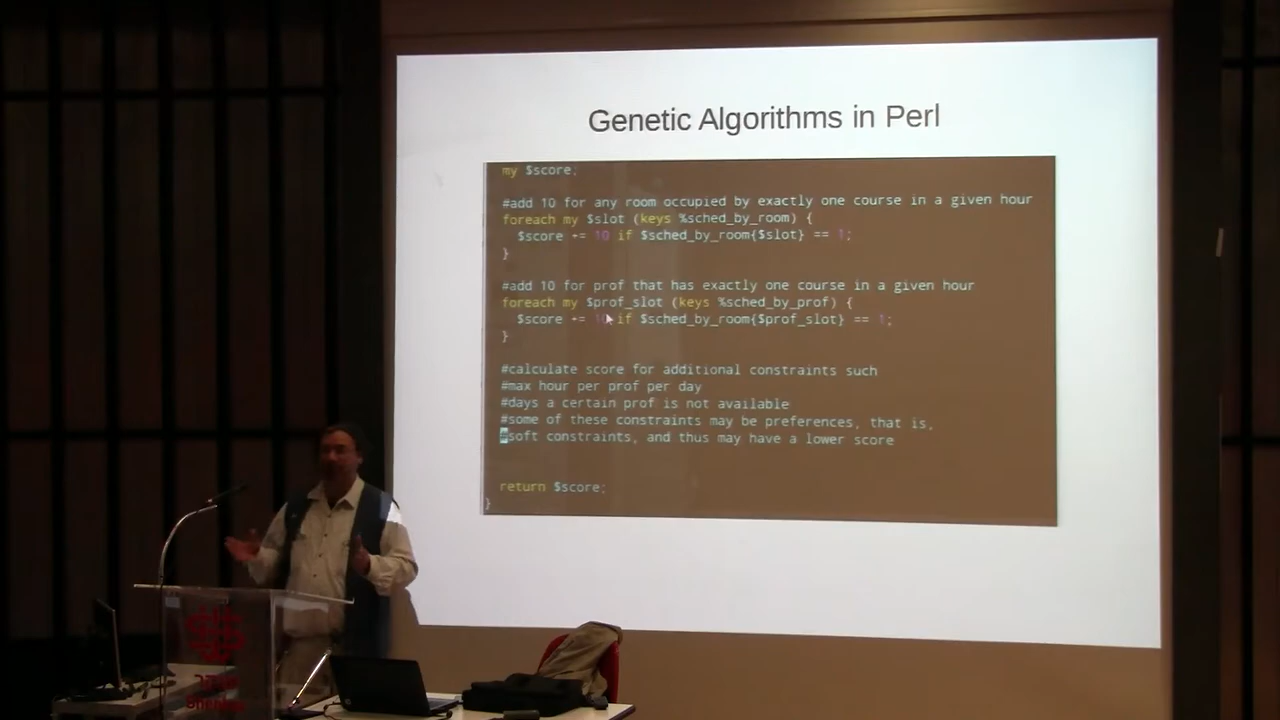 Genetic Algorithms in Perl
my $score;
#add 10 for any room occupied by exactly one course in a given hour
foreach my $slot (keys %sched_by_room) {
$score += 10 if $sched_by_room{$slot} == 1;
}
#add 10 for prof that has exactly one course in a given hour
foreach my $prof_slot (keys %sched_by_prof) {
$score += 10 if $sched_by_room{$prof_slot} == 1;
}
#calculate score for additional constraints such
#max hour per prof per day
#days a certain prof is not available
#some of these constraints may be preferences, that is,
#soft constraints, and thus may have a lower score
return $score;
}
שנקר
Shenkar